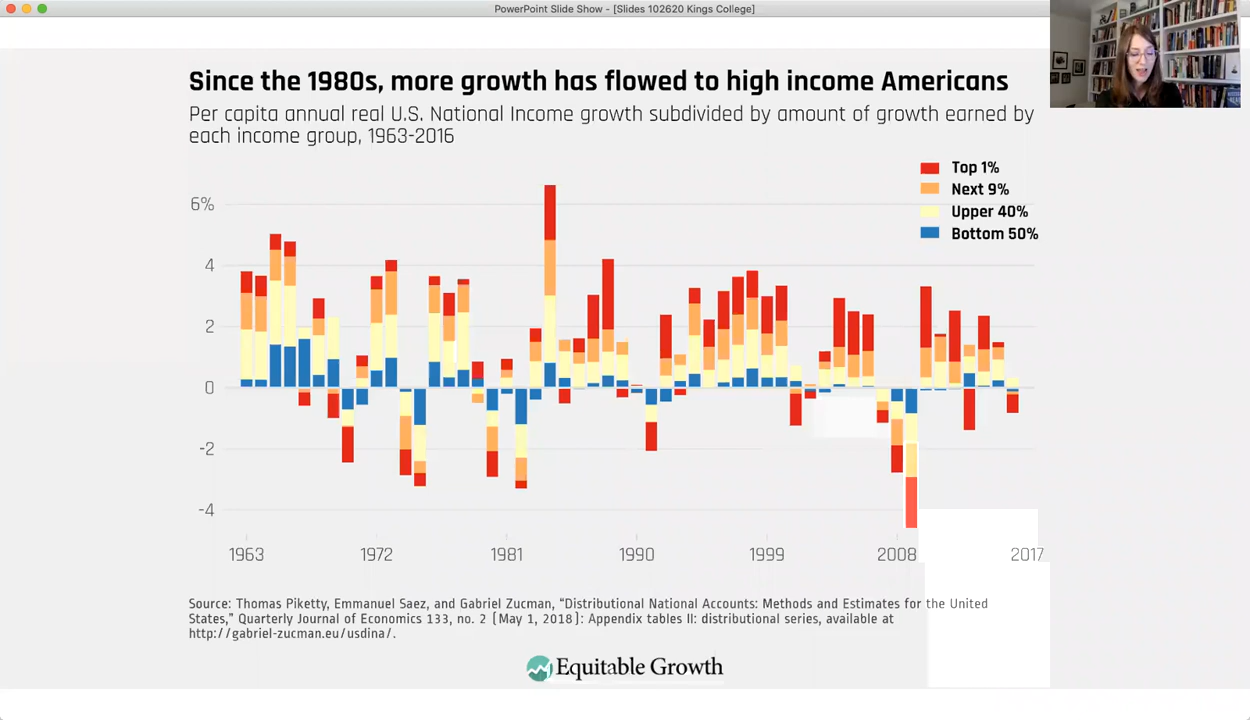 PowerPoint Slide Show - [Slides 102620 Kings College]
Since the 1980s, more growth has flowed to high income Americans
Per capita annual real U.S. National Income growth subdivided by amount of growth earned by
each income group, 1963-2016
Top 1%
Next 9%
Upper 40%
Bottom 50%
6%
4
2
0
-2
-4
1963
1972
1981
1990
1999
2008
2017
Source: Thomas Piketty, Emmanuel Saez, and Gabriel Zucman, “Distributional National Accounts: Methods and Estimates for the United
States,” Quarterly Journal of Economics 133, no. 2 (May 1, 2018): Appendix tables II: distributional series, available at
http://gabriel-zucman.eu/usdina/.
Equitable Growth